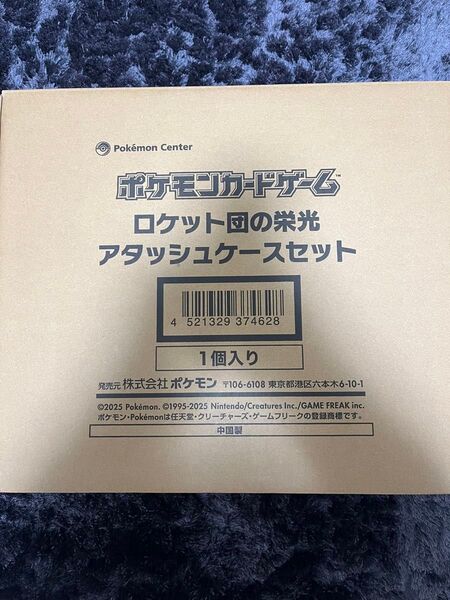 Pokémon Center
ポケモンカードゲーム™
ロケット団の栄光
アタッシュケースセット
4 521329 374628
1個入り
発売元 株式会社 ポケモン 〒106-6108 東京都港区六本木6-10-1
©2025 Pokémon. ©1995-2025 Nintendo/Creatures Inc./GAME FREAK inc.
ポケモン・Pokémonは任天堂・クリーチャーズ・ゲームフリークの登録商標です。
中国製